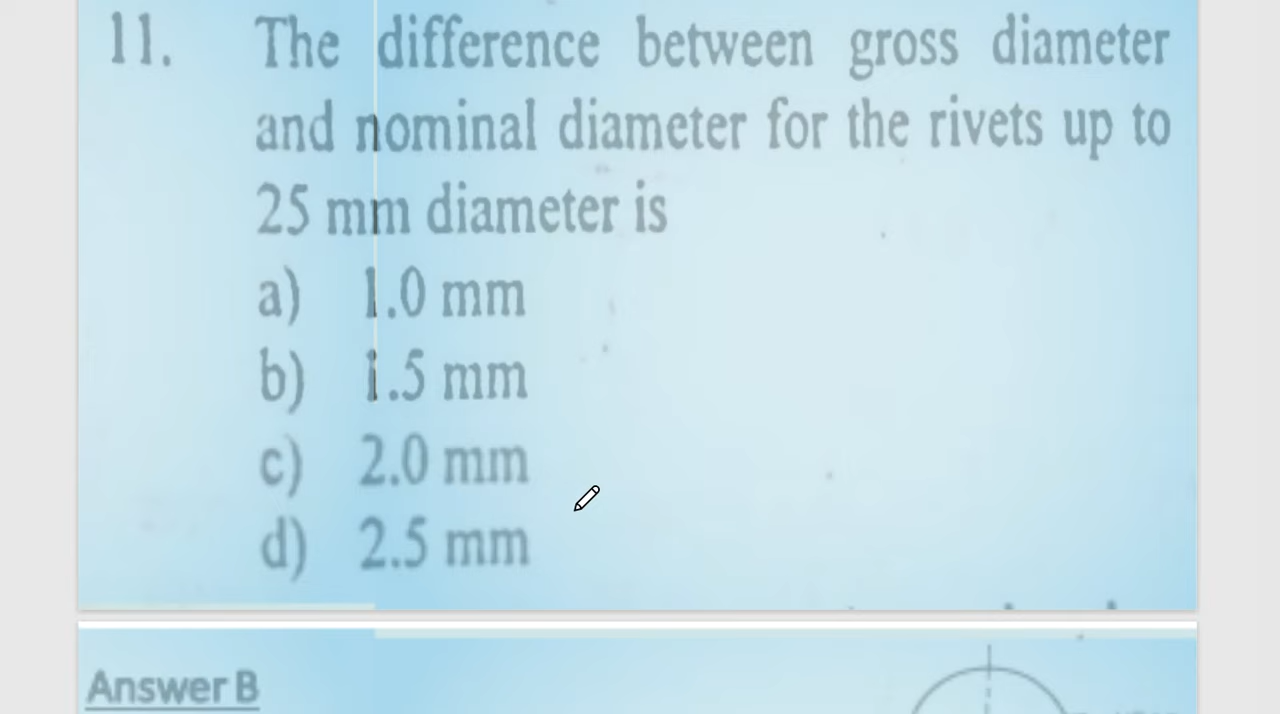 11. The difference between gross diameter
and nominal diameter for the rivets up to
25 mm diameter is
a) 1.0 mm
b) 1.5 mm
c) 2.0 mm
d) 2.5 mm
Answer B